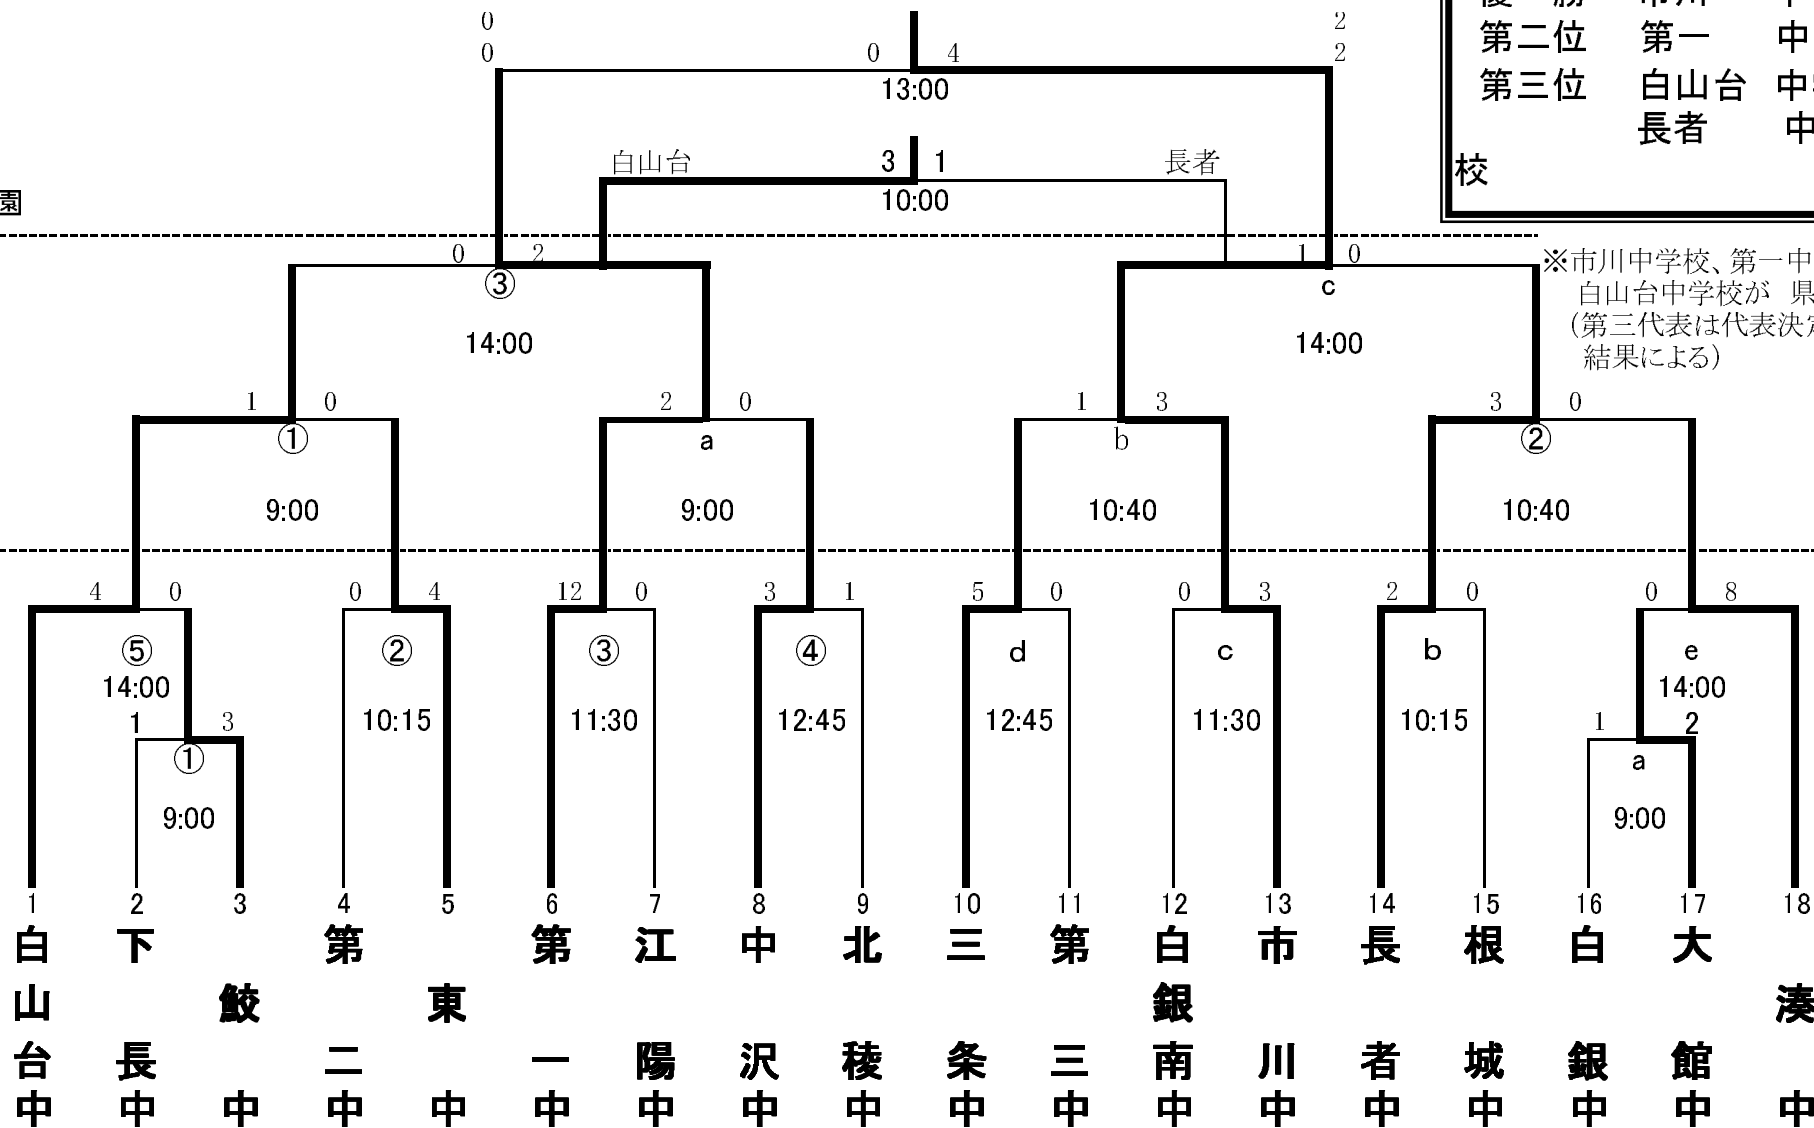 0 2
第二位 第一 中
0 0 4 2
13:00
第三位 白山台 中
長者 中
白山台 3 1 長者
校
10:00
園
0 2 1 0
※市川中学校、第一中
③ c
白山台中学校が 県
(第三代表は代表決定
14:00 14:00
結果による)
1 0 2 0 1 3 3 0
① a b ②
9:00 9:00 10:40 10:40
4 0 0 4 12 0 3 1 5 0 0 3 2 0 0 8
⑤ ② ③ ④ d c b e
14:00 14:00
1 3 10:15 11:30 12:45 12:45 11:30 10:15 1 2
① a
9:00 9:00
1 2 3 4 5 6 7 8 9 10 11 12 13 14 15 16 17 18
白山台中
下長中
鮫中
第二中
東中
第一中
江陽中
中沢中
北稜中
三条中
第三中
白銀南中
市川中
長者中
根城中
白銀中
大館中
湊中